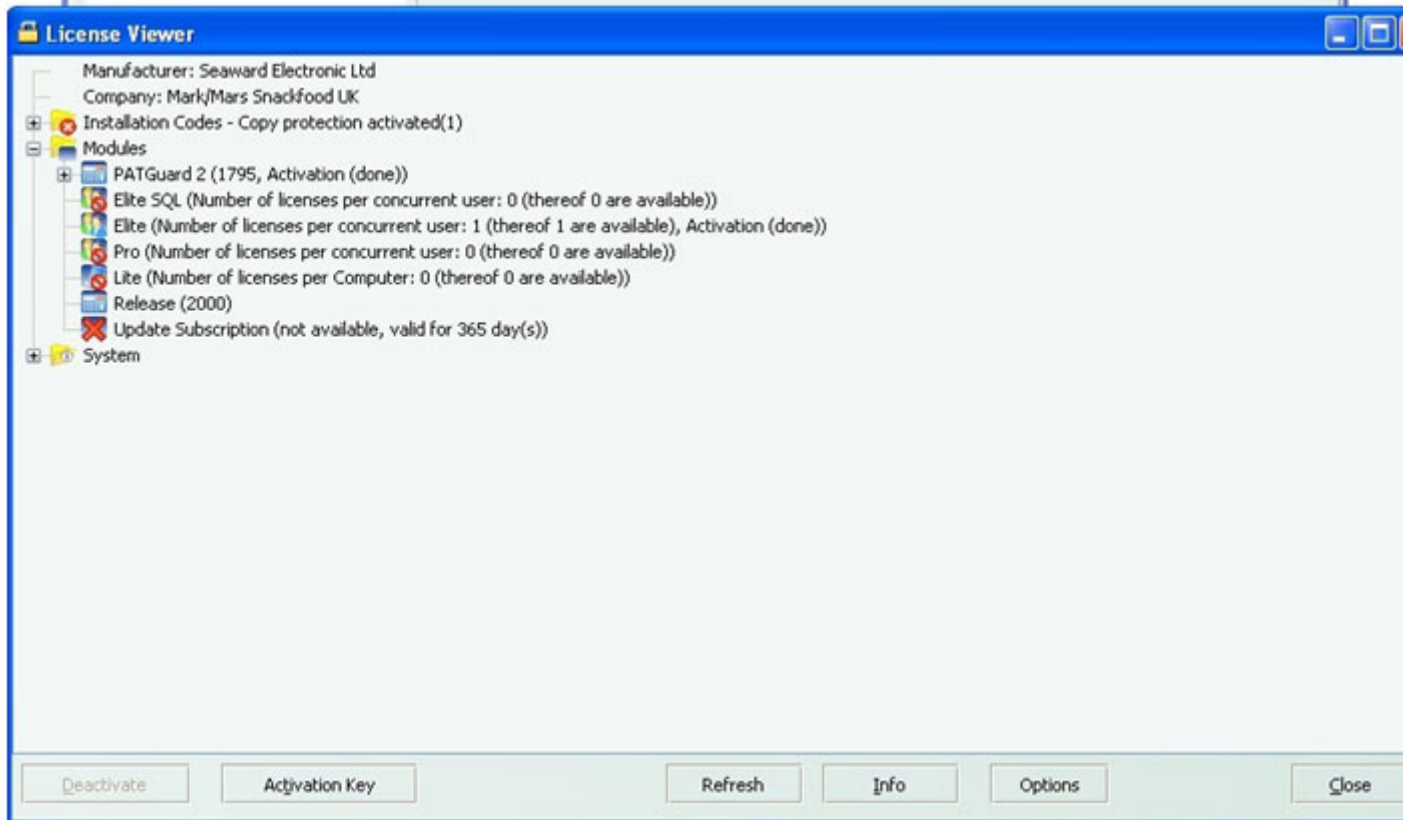 License Viewer
Manufacturer: Seaward Electronic Ltd
Company: Mark/Mars Snackfood UK
Installation Codes - Copy protection activated(1)
Modules
PATGuard 2 (1795, Activation (done))
Elite SQL (Number of licenses per concurrent user: 0 (thereof 0 are available))
Elite (Number of licenses per concurrent user: 1 (thereof 1 are available), Activation (done))
Pro (Number of licenses per concurrent user: 0 (thereof 0 are available))
Lite (Number of licenses per Computer: 0 (thereof 0 are available))
Release (2000)
Update Subscription (not available, valid for 365 day(s))
System
Deactivate Activation Key Refresh Info Options Close